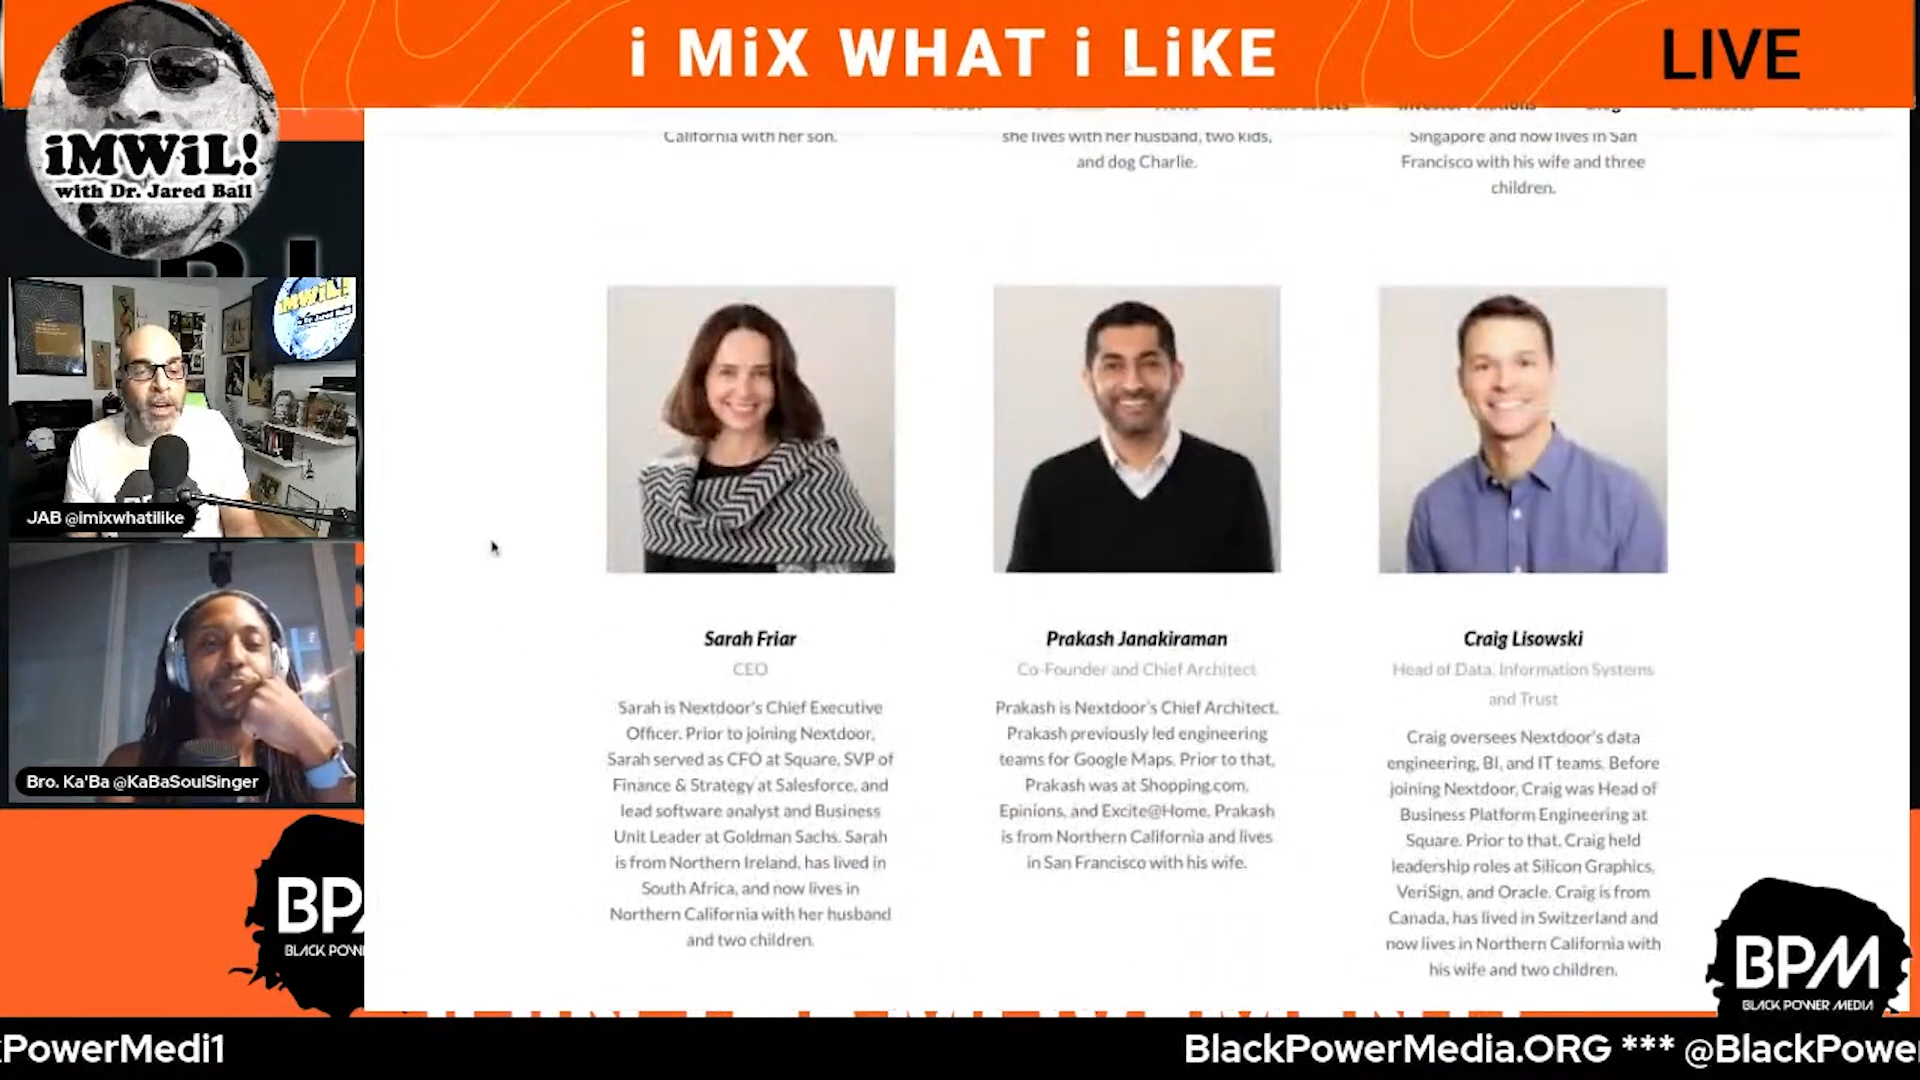 i MiX WHAT i LiKE
LIVE
iMWiL!
with Dr. Jared Ball
Investor Relations
California with her son.
she lives with her husband, two kids,
and dog Charlie.
Singapore and now lives in San
Francisco with his wife and three
children.
iMWiL!
JAB @imixwhatilike
Bro. Ka'Ba @KaBaSoulSinger
Sarah Friar
CEO
Sarah is Nextdoor's Chief Executive
Officer. Prior to joining Nextdoor,
Sarah served as CFO at Square, SVP of
Finance & Strategy at Salesforce, and
lead software analyst and Business
Unit Leader at Goldman Sachs. Sarah
is from Northern Ireland, has lived in
South Africa, and now lives in
Northern California with her husband
and two children.
Prakash Janakiraman
Co-Founder and Chief Architect
Prakash is Nextdoor's Chief Architect.
Prakash previously led engineering
teams for Google Maps. Prior to that,
Prakash was at Shopping.com,
Epinions, and Excite@Home. Prakash
is from Northern California and lives
in San Francisco with his wife.
Craig Lisowski
Head of Data, Information Systems
and Trust
Craig oversees Nextdoor's data
engineering, BI, and IT teams. Before
joining Nextdoor, Craig was Head of
Business Platform Engineering at
Square. Prior to that, Craig held
leadership roles at Silicon Graphics,
VeriSign, and Oracle. Craig is from
Canada, has lived in Switzerland and
now lives in Northern California with
his wife and two children.
BPM
BLACK POW
BPM
BLACK POWER MEDIA
kPowerMedi1
BlackPowerMedia.ORG *** @BlackPowe